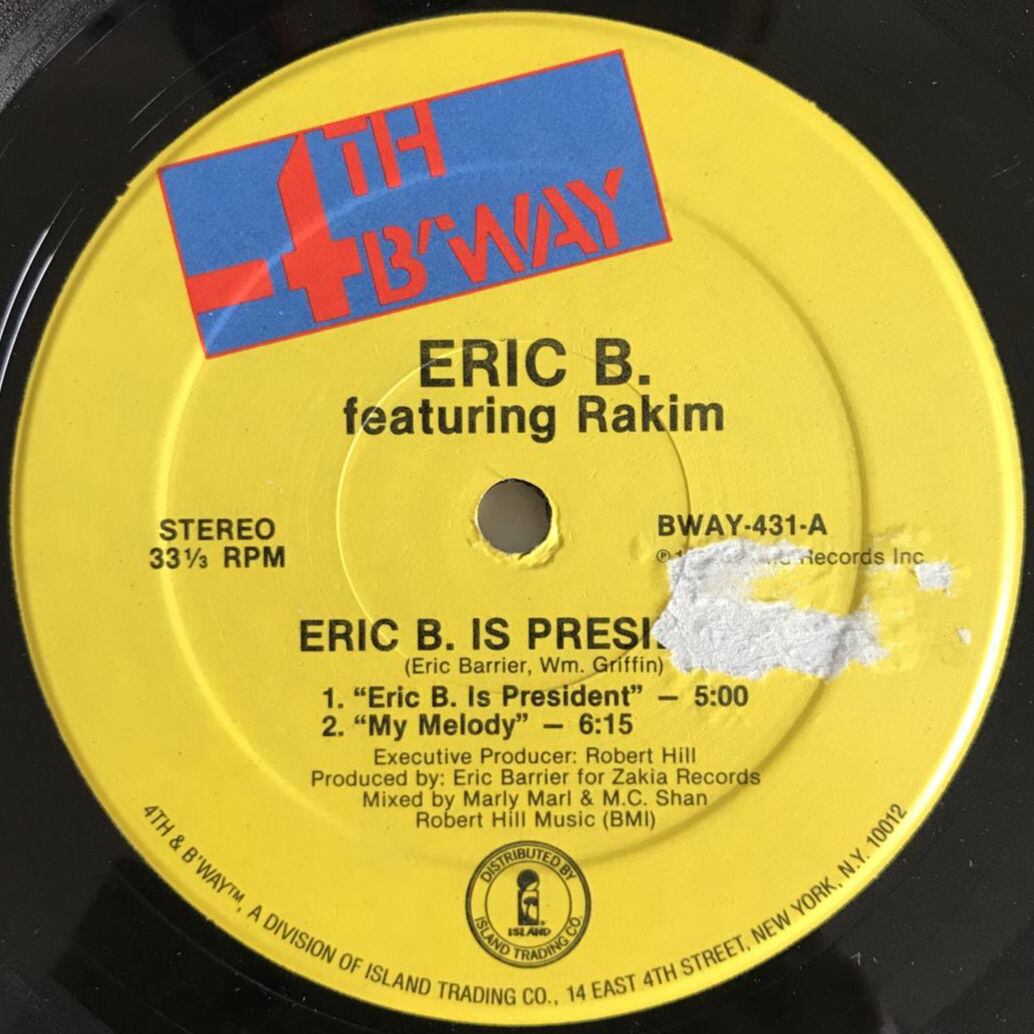 4TH
B'WAY
ERIC B.
featuring Rakim
STEREO
33⅓ RPM
BWAY-431-A
℗ Records Inc
ERIC B. IS
(Eric Barrier, Wm. Griffin)
1. “Eric B. Is President” — 5:00
2. “My Melody” — 6:15
Executive Producer: Robert Hill
Produced by: Eric Barrier for Zakia Records
Mixed by Marly Marl & M.C. Shan
Robert Hill Music (BMI)
DISTRIBUTED BY
ISLAND
ISLAND TRADING CO.
4TH & B'WAY™, A DIVISION OF ISLAND TRADING CO., 14 EAST 4TH STREET, NEW YORK, N.Y. 10012